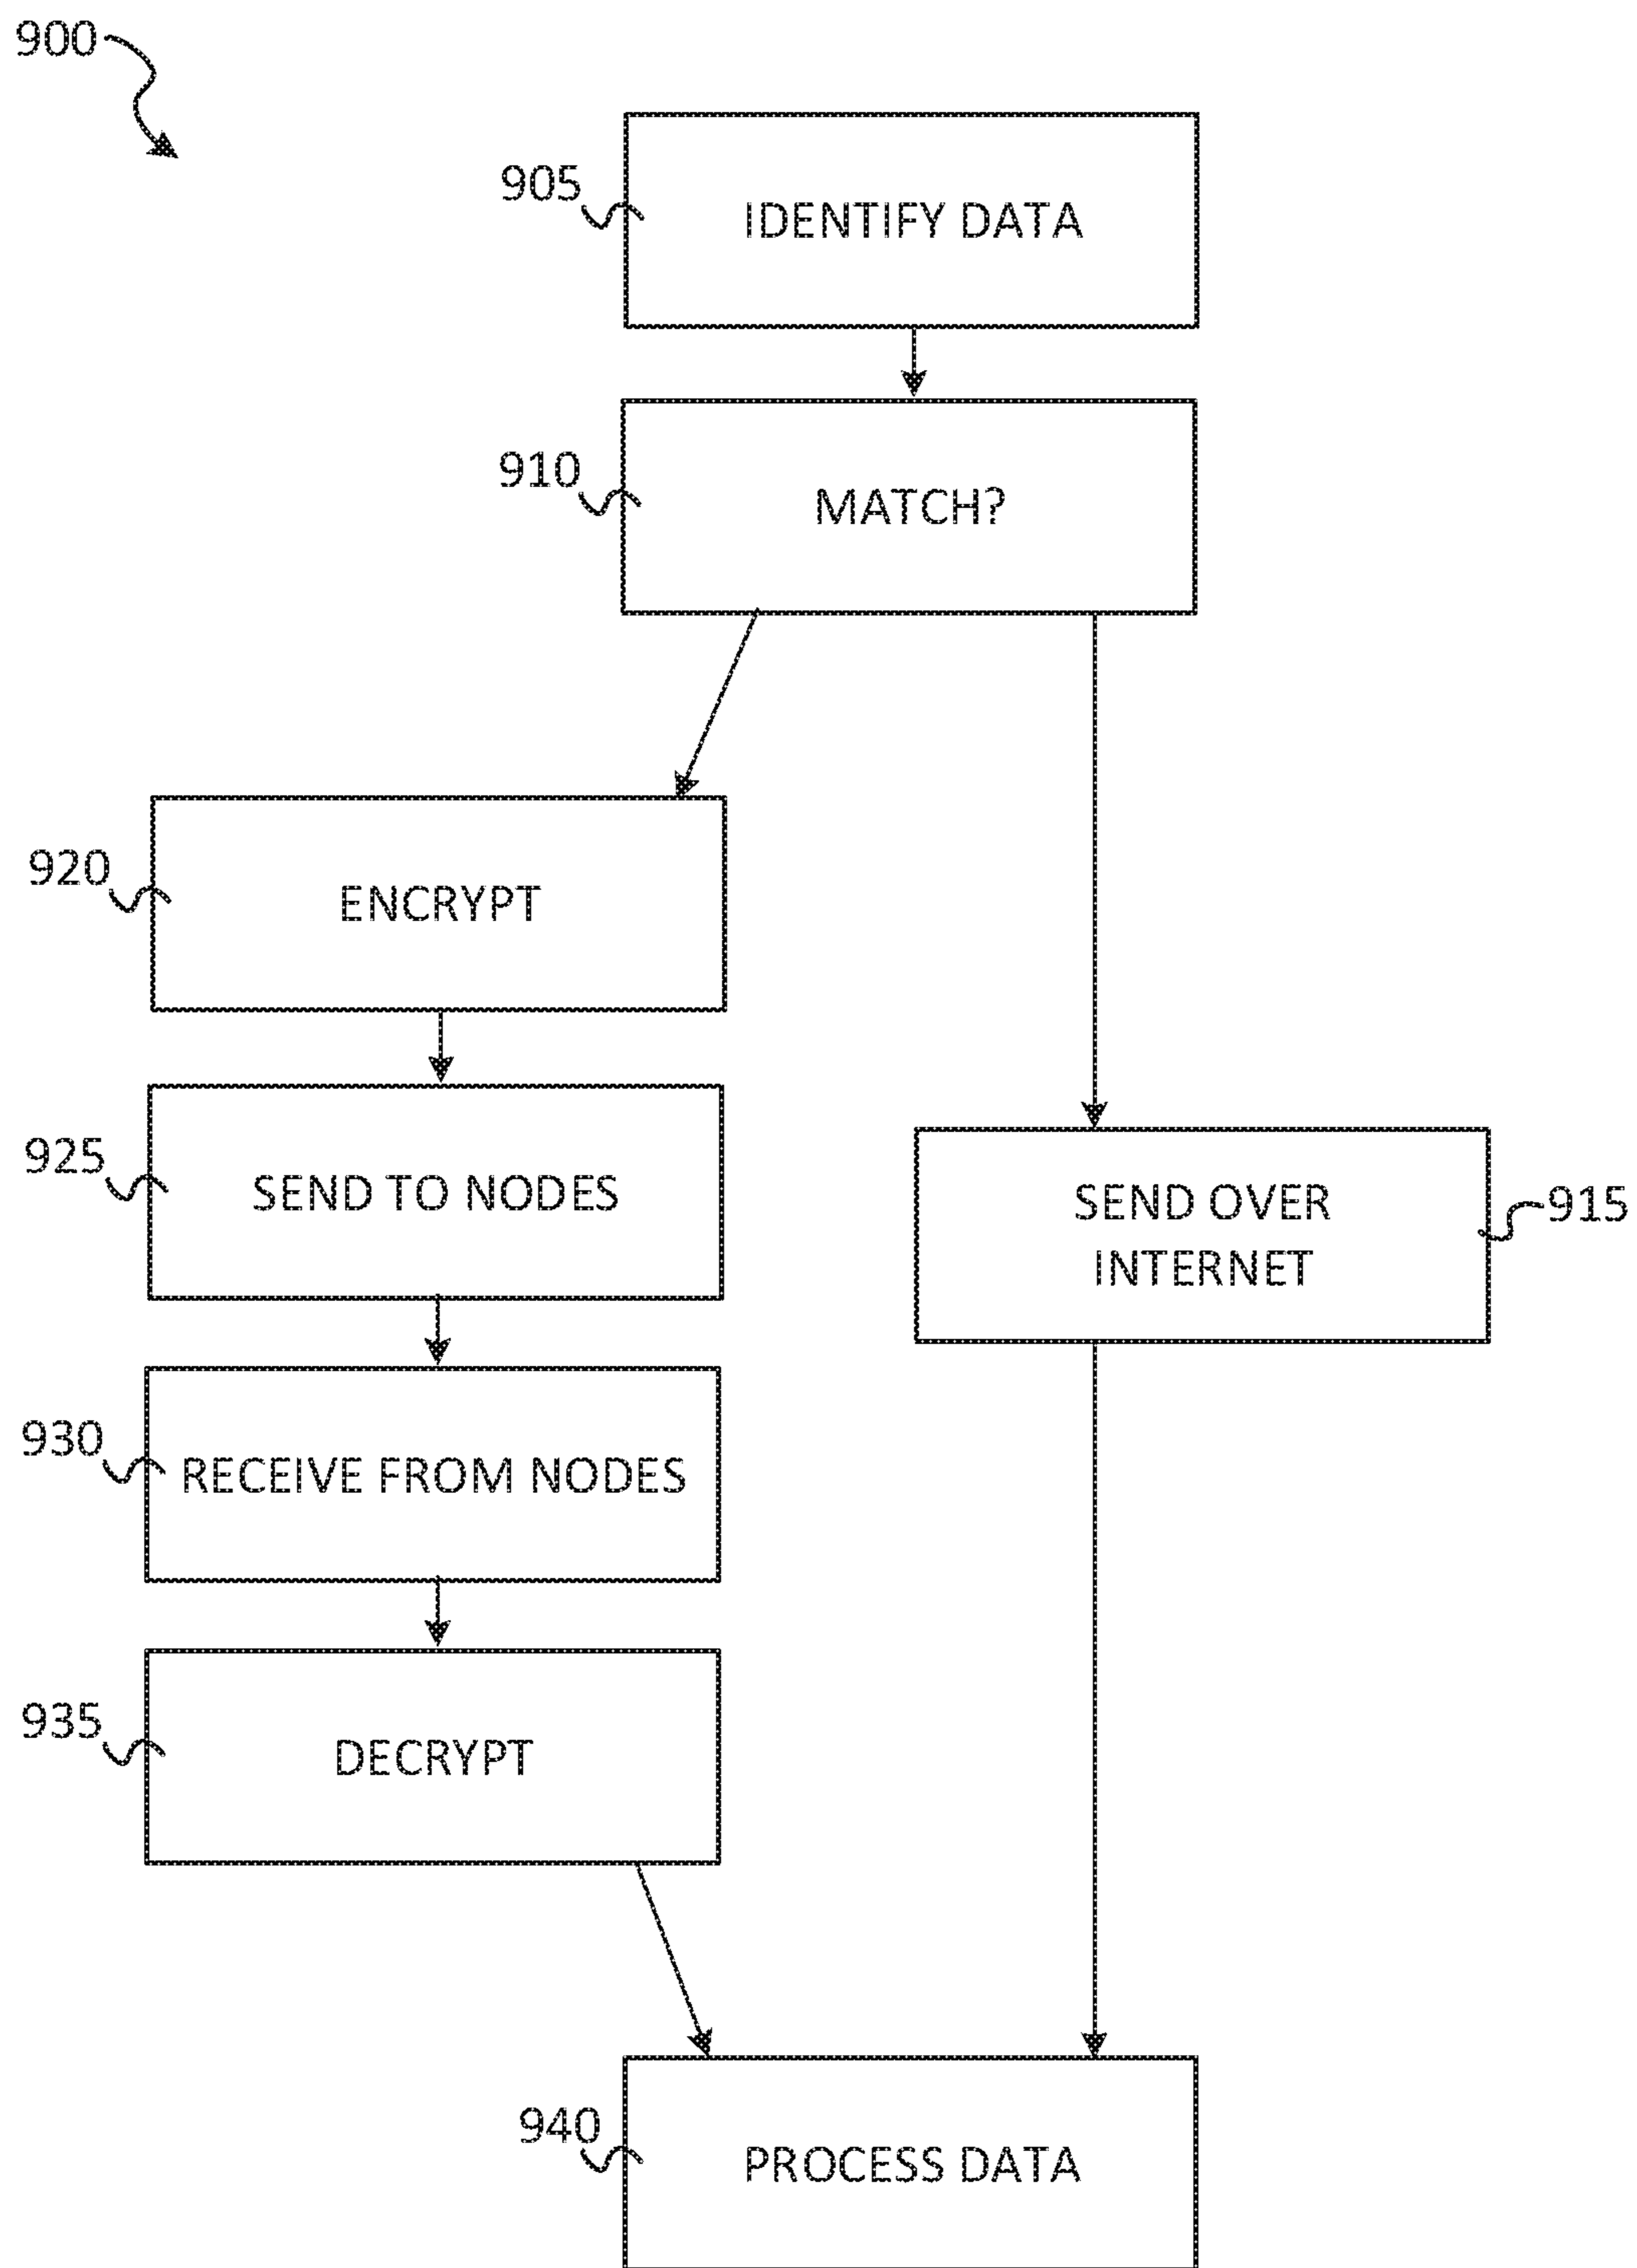 900
905
IDENTIFY DATA
910
MATCH?
920
ENCRYPT
925
SEND TO NODES
SEND OVER
INTERNET
915
930
RECEIVE FROM NODES
935
DECRYPT
940
PROCESS DATA